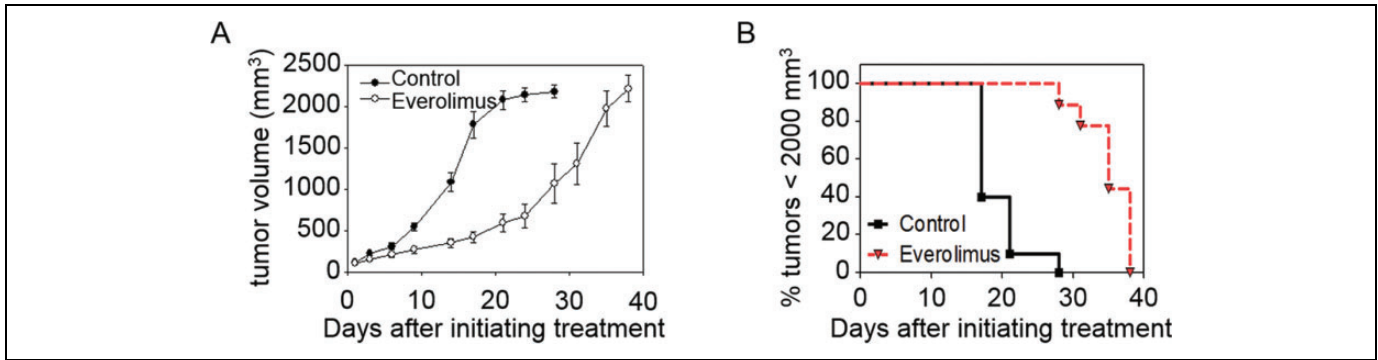 A
tumor volume (mm³)
2500
2000
1500
1000
500
0
Control
Everolimus
0 10 20 30 40
Days after initiating treatment
B
% tumors < 2000 mm³
100
80
60
40
20
0
Control
Everolimus
0 10 20 30 40
Days after initiating treatment